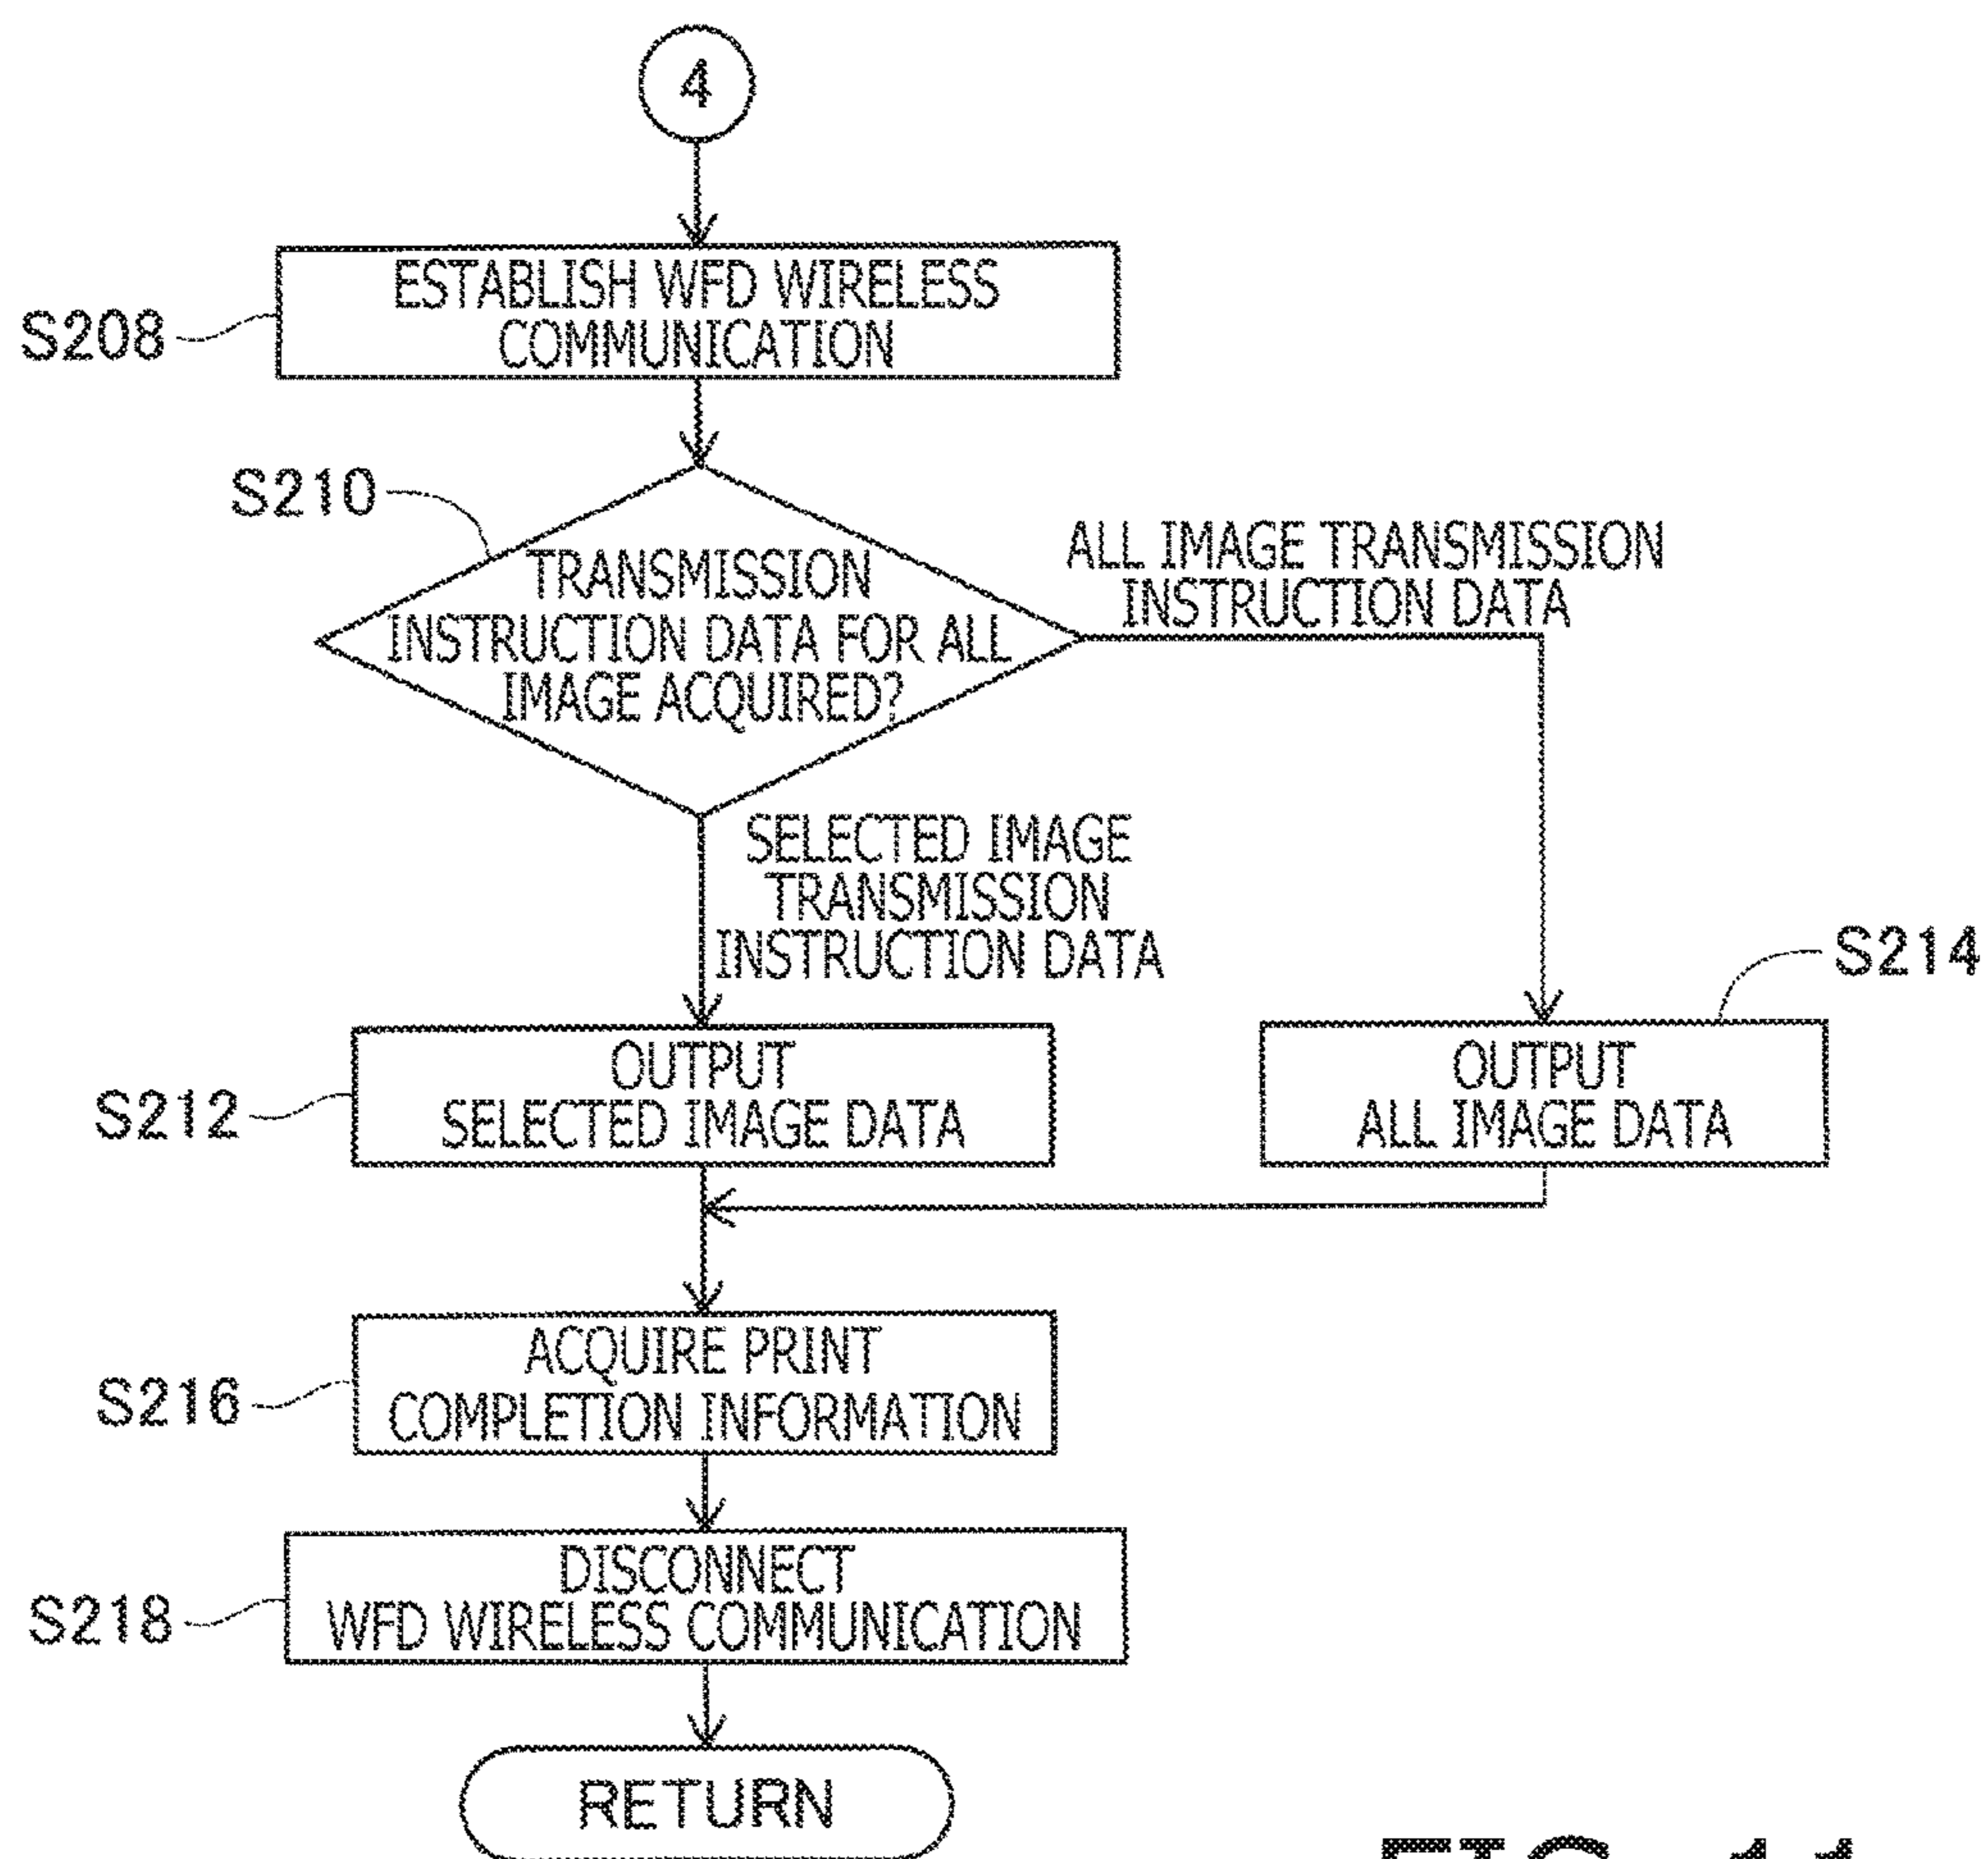 4
ESTABLISH WFD WIRELESS
COMMUNICATION
S208
S210
TRANSMISSION
INSTRUCTION DATA FOR ALL
IMAGE ACQUIRED?
ALL IMAGE TRANSMISSION
INSTRUCTION DATA
SELECTED IMAGE
TRANSMISSION
INSTRUCTION DATA
S214
OUTPUT
SELECTED IMAGE DATA
S212
OUTPUT
ALL IMAGE DATA
ACQUIRE PRINT
COMPLETION INFORMATION
S216
DISCONNECT
WFD WIRELESS COMMUNICATION
S218
RETURN